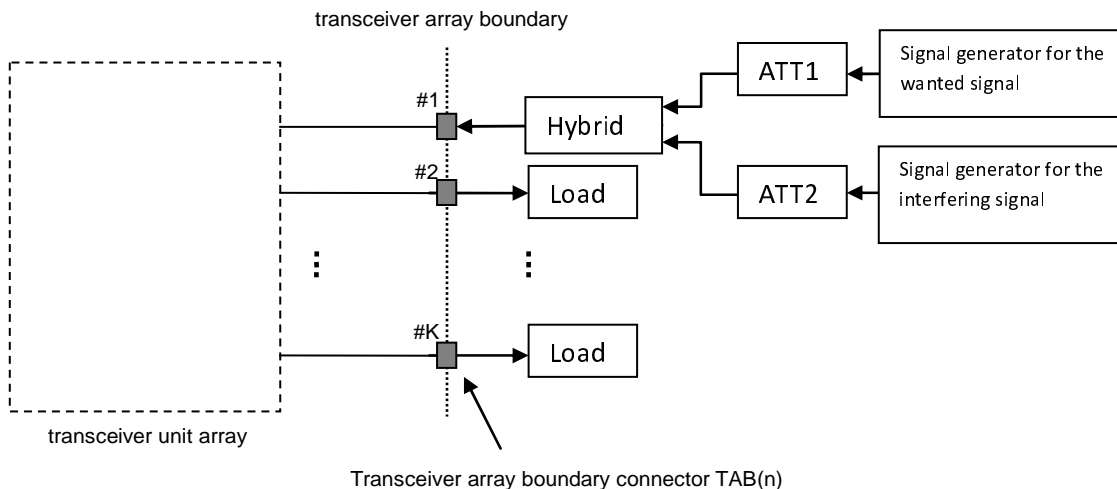 transceiver array boundary
#1
Hybrid
ATT1
Signal generator for the
wanted signal
#2
Load
ATT2
Signal generator for the
interfering signal
#K
Load
transceiver unit array
Transceiver array boundary connector TAB(n)